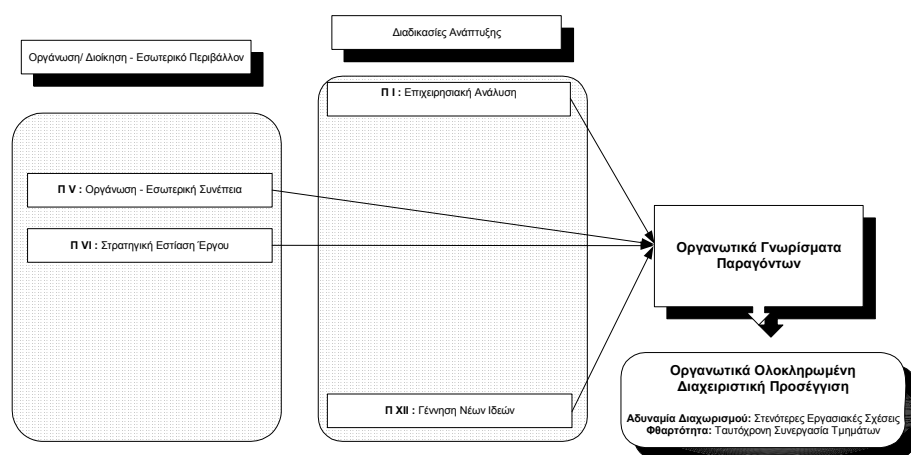 Οργάνωση/ Διοίκηση - Εσωτερικό Περιβάλλον
Διαδικασίες Ανάπτυξης
Π Ι : Επιχειρησιακή Ανάλυση
Π V : Οργάνωση - Εσωτερική Συνέπεια
Π VI : Στρατηγική Εστίαση Έργου
Π XII : Γέννηση Νέων Ιδεών
Οργανωτικά Γνωρίσματα
Παραγόντων
Οργανωτικά Ολοκληρωμένη
Διαχειριστική Προσέγγιση
Αδυναμία Διαχωρισμού: Στενότερες Εργασιακές Σχέσεις
Φθαρτότητα: Ταυτόχρονη Συνεργασία Τμημάτων